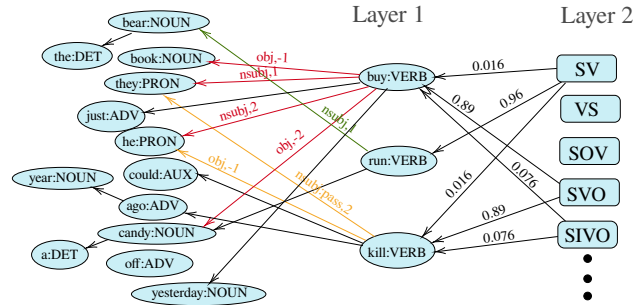 Layer 1
Layer 2
bear:NOUN
the:DET
book:NOUN
they:PRON
just:ADV
he:PRON
could:AUX
year:NOUN
ago:ADV
candy:NOUN
a:DET
off:ADV
yesterday:NOUN
obj,-1
nsubj,1
nsubj,2
obj,-2
nsubj,1
obj,-1
nsubj:pass,2
buy:VERB
run:VERB
kill:VERB
0.016
0.96
0.89
0.016
0.076
0.89
0.076
SV
VS
SOV
SVO
SIVO